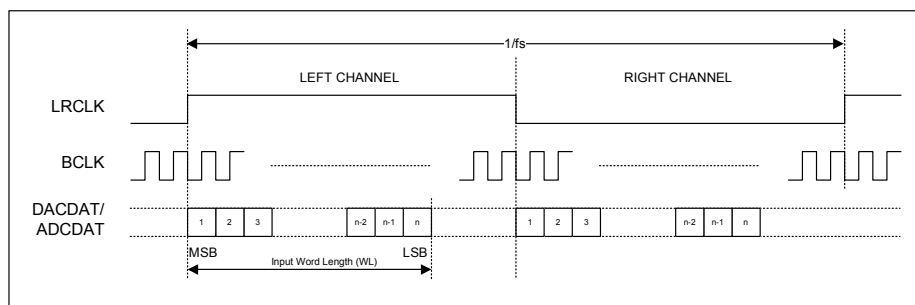 1/fs
LEFT CHANNEL
RIGHT CHANNEL
LRCLK
BCLK
DACDAT/
ADCDAT
1 2 3 n-2 n-1 n 1 2 3 n-2 n-1 n
MSB LSB
Input Word Length (WL)